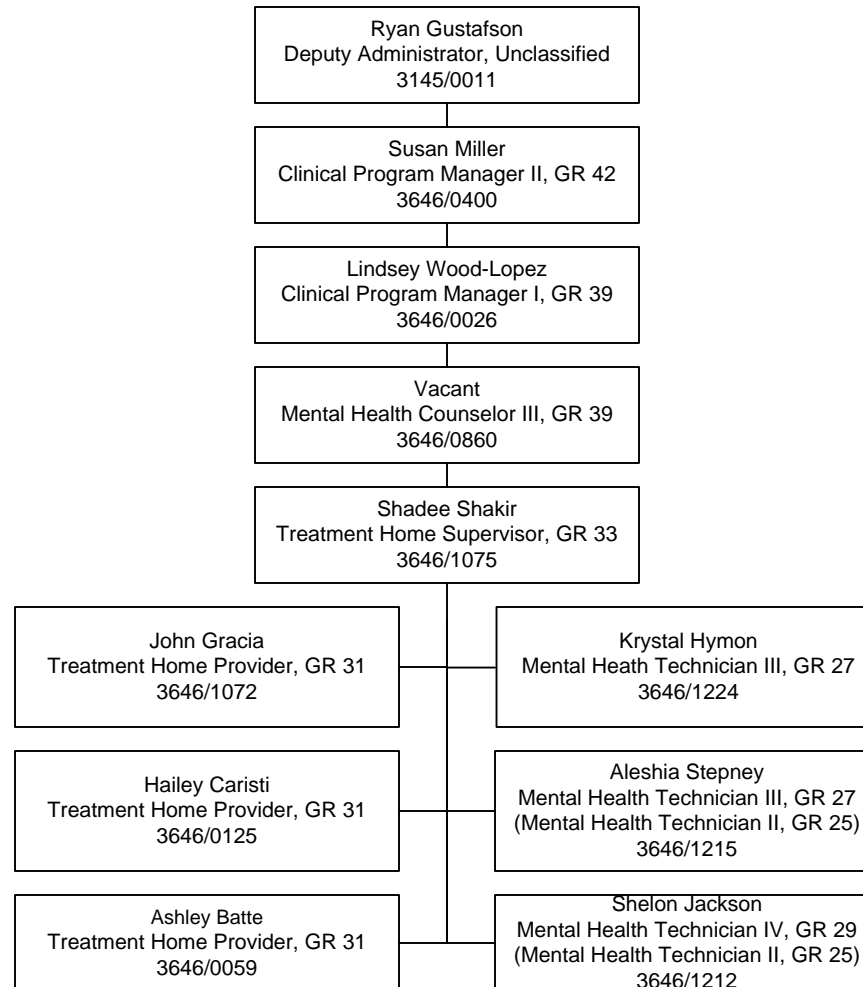 Ryan Gustafson
Deputy Administrator, Unclassified
3145/0011
Susan Miller
Clinical Program Manager II, GR 42
3646/0400
Lindsey Wood-Lopez
Clinical Program Manager I, GR 39
3646/0026
Vacant
Mental Health Counselor III, GR 39
3646/0860
Shadee Shakir
Treatment Home Supervisor, GR 33
3646/1075
John Gracia
Treatment Home Provider, GR 31
3646/1072
Krystal Hymon
Mental Heath Technician III, GR 27
3646/1224
Hailey Caristi
Treatment Home Provider, GR 31
3646/0125
Aleshia Stepney
Mental Health Technician III, GR 27
(Mental Health Technician II, GR 25)
3646/1215
Ashley Batte
Treatment Home Provider, GR 31
3646/0059
Shelon Jackson
Mental Health Technician IV, GR 29
(Mental Health Technician II, GR 25)
3646/1212